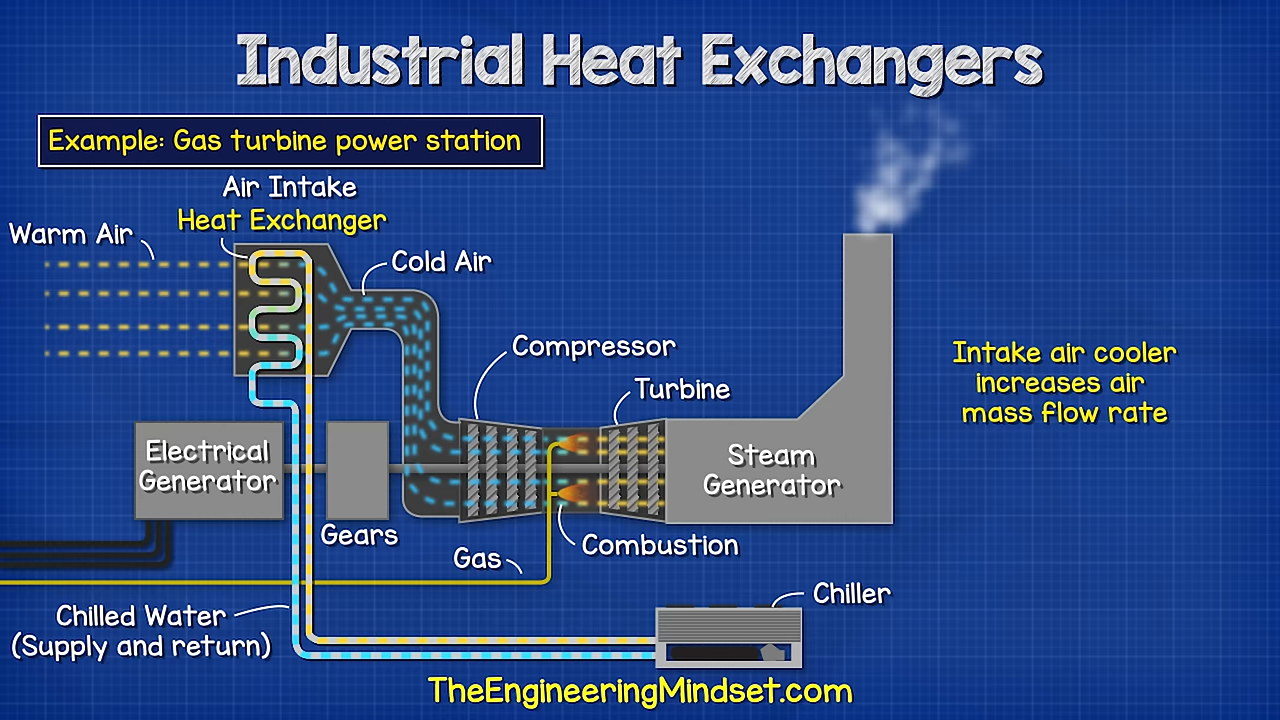 Industrial Heat Exchangers
Example: Gas turbine power station
Air Intake
Heat Exchanger
Warm Air
Cold Air
Compressor
Turbine
Intake air cooler
increases air
mass flow rate
Electrical
Generator
Steam
Generator
Gears
Gas
Combustion
Chiller
Chilled Water
(Supply and return)
TheEngineeringMindset.com